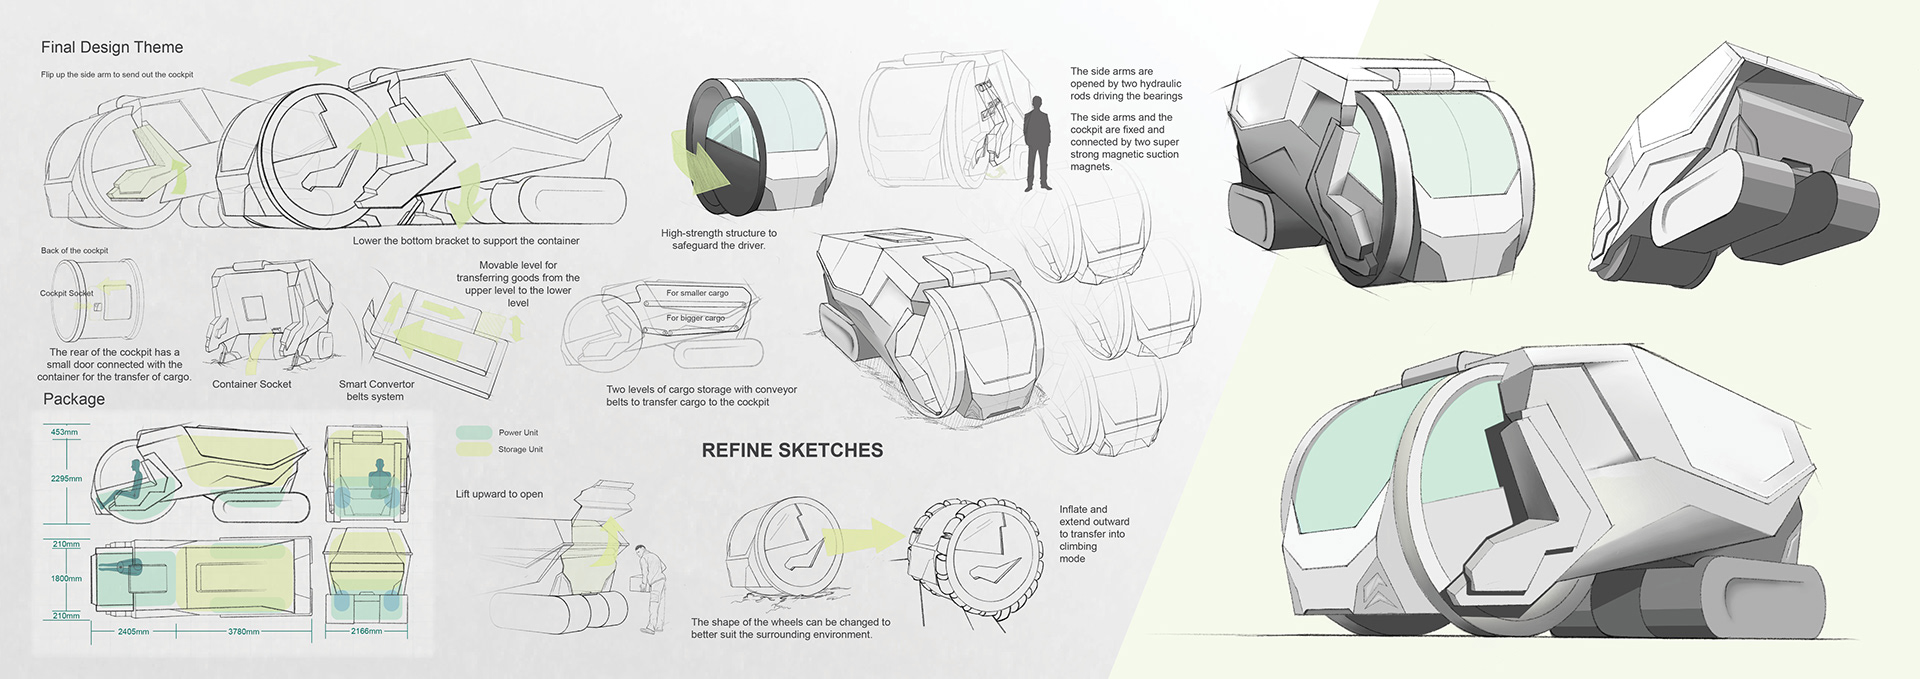 Final Design Theme
Flip up the side arm to send out the cockpit
Lower the bottom bracket to support the container
High-strength structure to
safeguard the driver.
The side arms are
opened by two hydraulic
rods driving the bearings
The side arms and the
cockpit are fixed and
connected by two super
strong magnetic suction
magnets.
Back of the cockpit
Cockpit Socket
The rear of the cockpit has a
small door connected with the
container for the transfer of cargo.
Container Socket
Movable level for
transferring goods from the
upper level to the lower
level
Smart Convertor
belts system
For smaller cargo
For bigger cargo
Two levels of cargo storage with conveyor
belts to transfer cargo to the cockpit
Package
453mm
2295mm
210mm
1800mm
210mm
2405mm
3780mm
2166mm
Power Unit
Storage Unit
REFINE SKETCHES
Lift upward to open
The shape of the wheels can be changed to
better suit the surrounding environment.
Inflate and
extend outward
to transfer into
climbing
mode